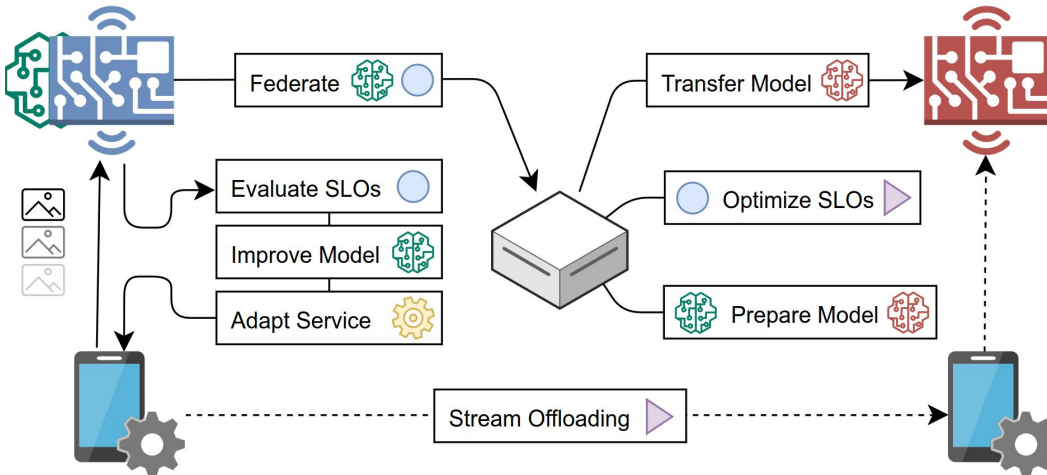 Federate
Transfer Model
Evaluate SLOs
Optimize SLOs
Improve Model
Adapt Service
Prepare Model
Stream Offloading